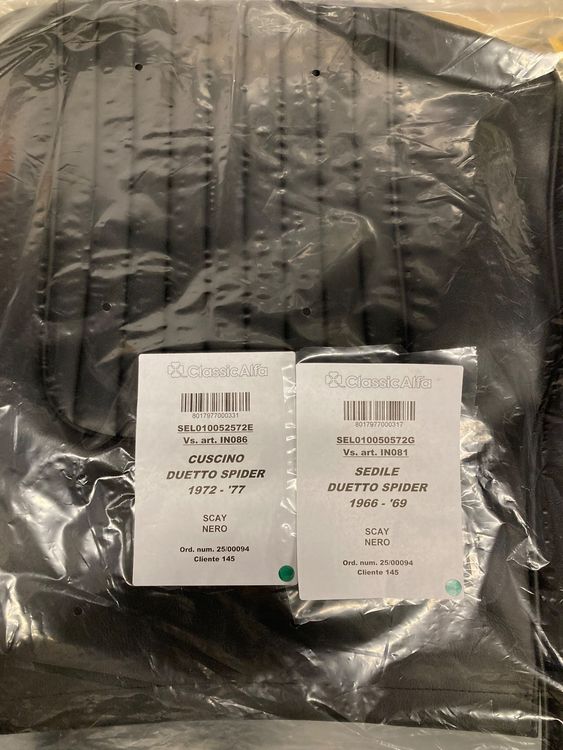 ClassicAlfa
8017977000331
SEL010052572E
Vs. art. IN086
CUSCINO
DUETTO SPIDER
1972 - '77
SCAY
NERO
Ord. num. 25/00094
Cliente 145
ClassicAlfa
8017977000317
SEL010050572G
Vs. art. IN081
SEDILE
DUETTO SPIDER
1966 - '69
SCAY
NERO
Ord. num. 25/00094
Cliente 145